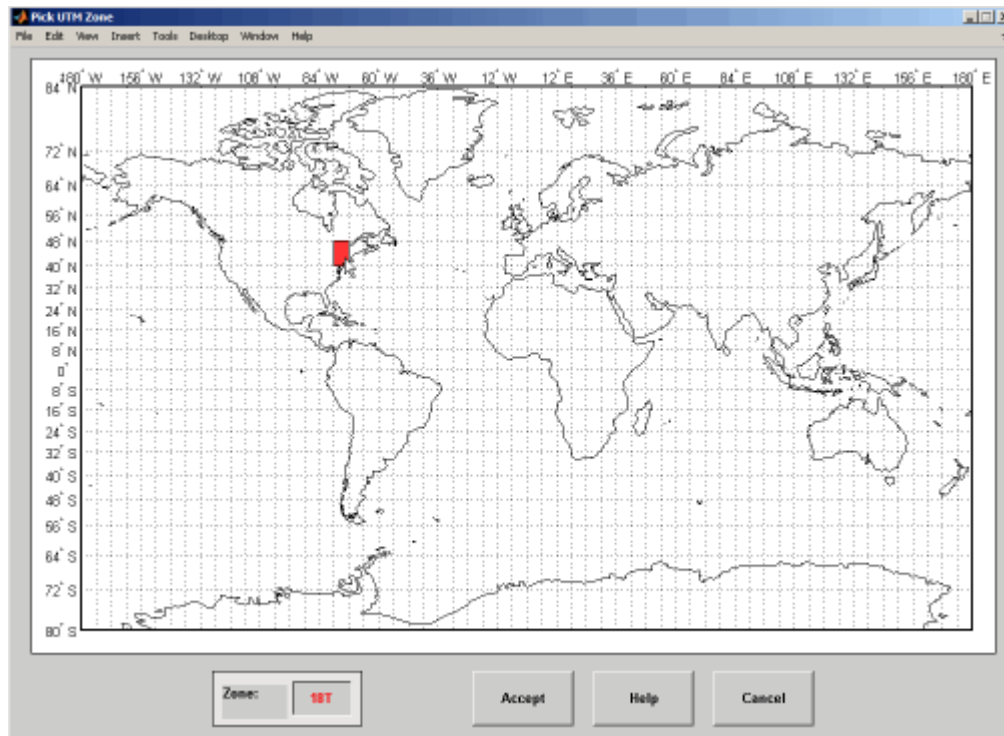 Pick UTM Zone
File Edit View Insert Tools Desktop Window Help
180° W 156° W 132° W 108° W 84° W 60° W 36° W 12° W 12° E 36° E 60° E 84° E 108° E 132° E 156° E 180° E
84° N
72° N
64° N
56° N
48° N
40° N
32° N
24° N
16° N
8° N
0°
8° S
16° S
24° S
32° S
40° S
48° S
56° S
64° S
72° S
80° S
Zone: 18T Accept Help Cancel